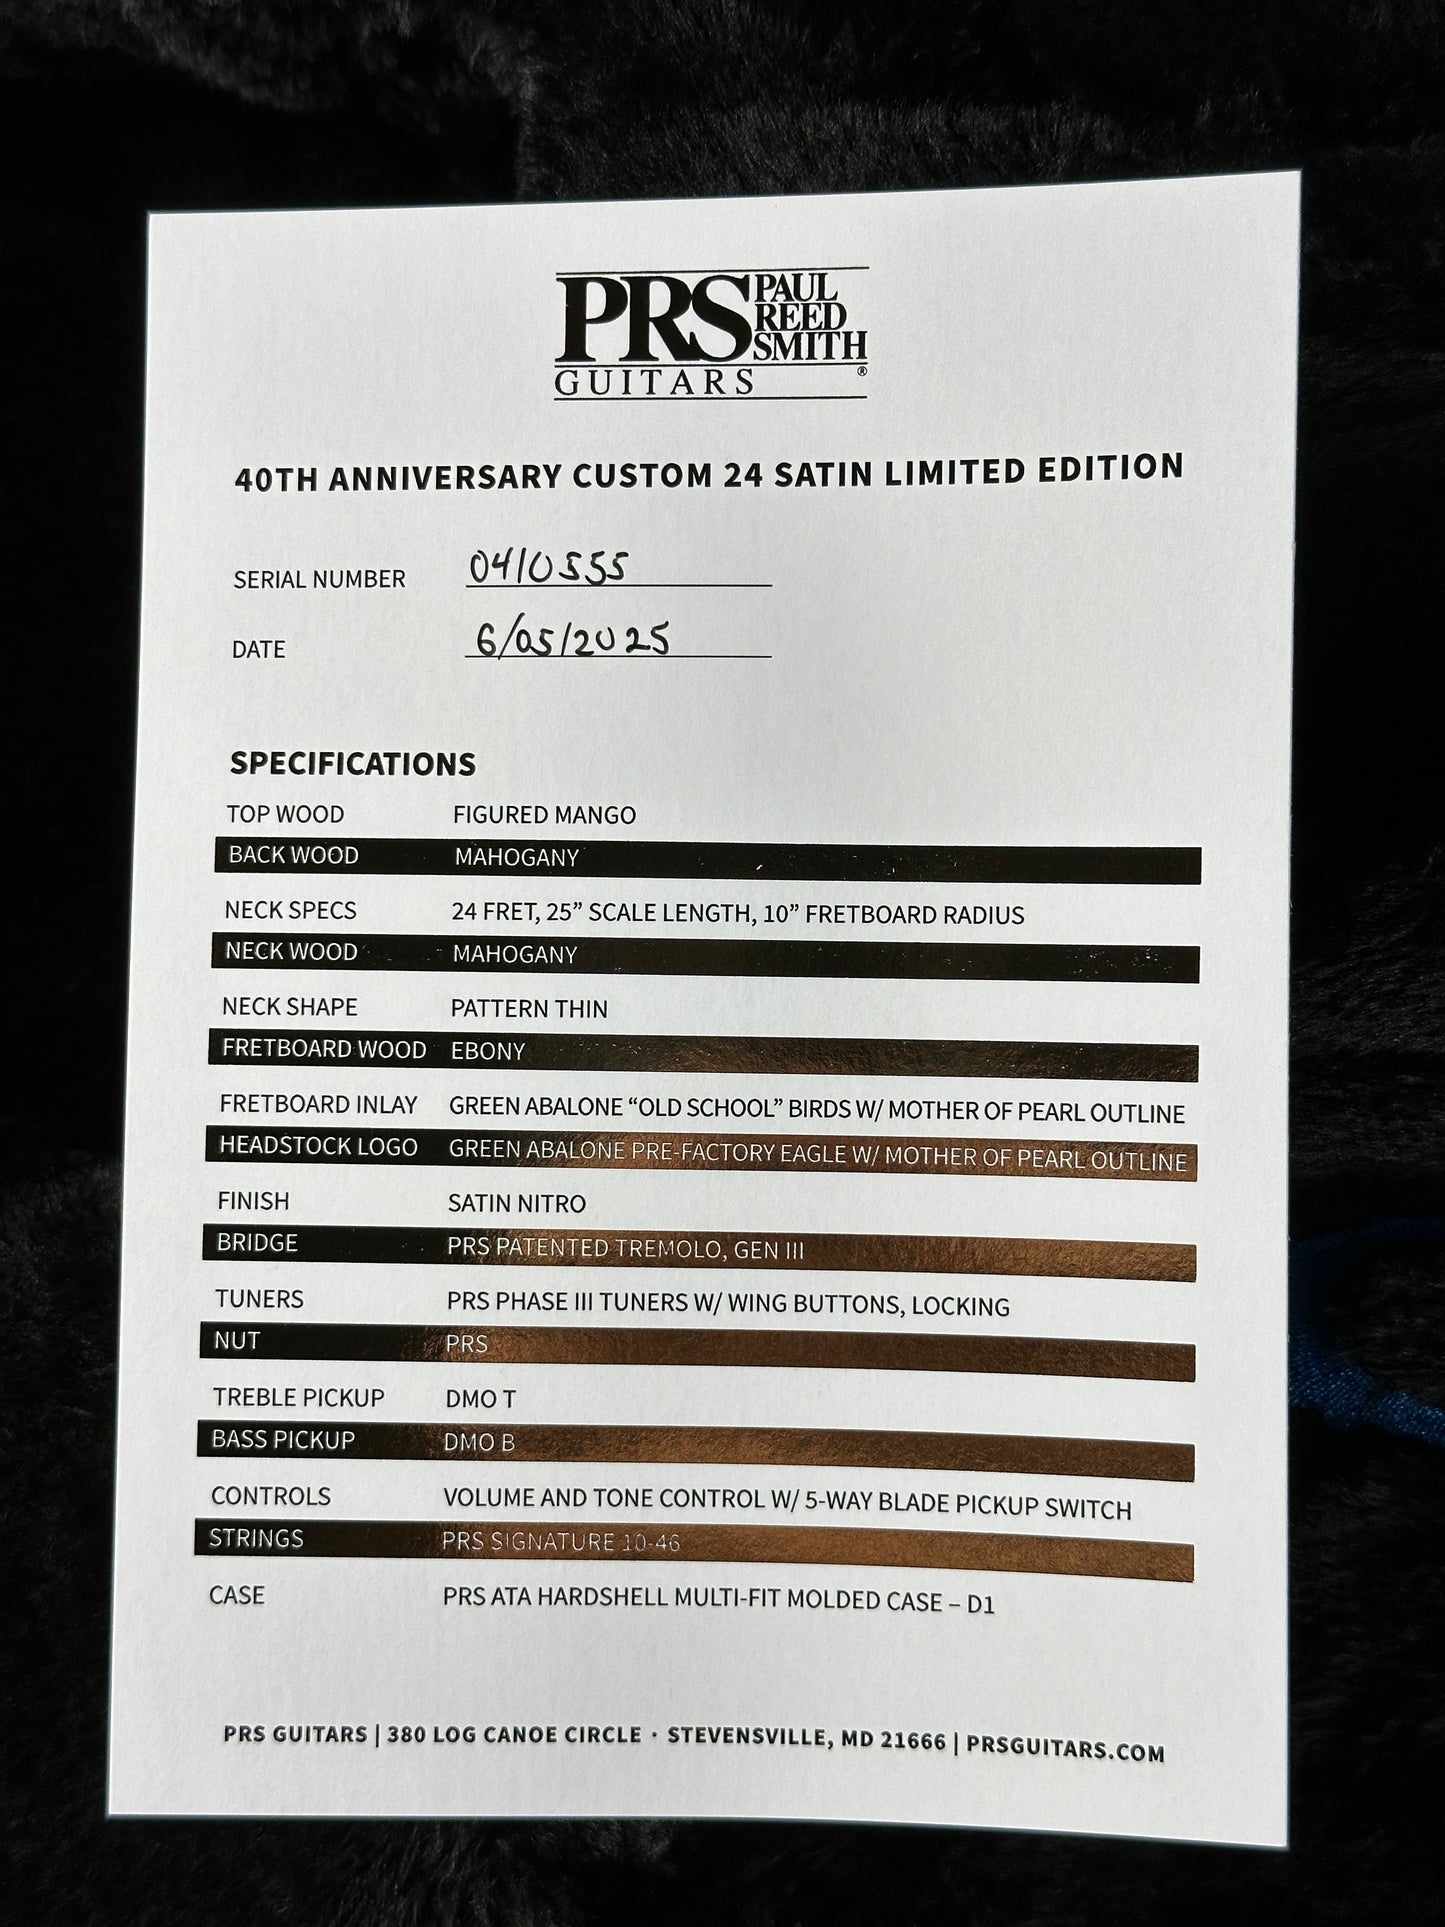 PRS PAUL
REED
SMITH
GUITARS ®
40TH ANNIVERSARY CUSTOM 24 SATIN LIMITED EDITION
SERIAL NUMBER 0410555
DATE 6/05/2025
SPECIFICATIONS
TOP WOOD FIGURED MANGO
BACK WOOD MAHOGANY
NECK SPECS 24 FRET, 25” SCALE LENGTH, 10” FRETBOARD RADIUS
NECK WOOD MAHOGANY
NECK SHAPE PATTERN THIN
FRETBOARD WOOD EBONY
FRETBOARD INLAY GREEN ABALONE “OLD SCHOOL” BIRDS W/ MOTHER OF PEARL OUTLINE
HEADSTOCK LOGO GREEN ABALONE PRE-FACTORY EAGLE W/ MOTHER OF PEARL OUTLINE
FINISH SATIN NITRO
BRIDGE PRS PATENTED TREMOLO, GEN III
TUNERS PRS PHASE III TUNERS W/ WING BUTTONS, LOCKING
NUT PRS
TREBLE PICKUP DMO T
BASS PICKUP DMO B
CONTROLS VOLUME AND TONE CONTROL W/ 5-WAY BLADE PICKUP SWITCH
STRINGS PRS SIGNATURE 10-46
CASE PRS ATA HARDSHELL MULTI-FIT MOLDED CASE – D1
PRS GUITARS | 380 LOG CANOE CIRCLE · STEVENSVILLE, MD 21666 | PRSGUITARS.COM